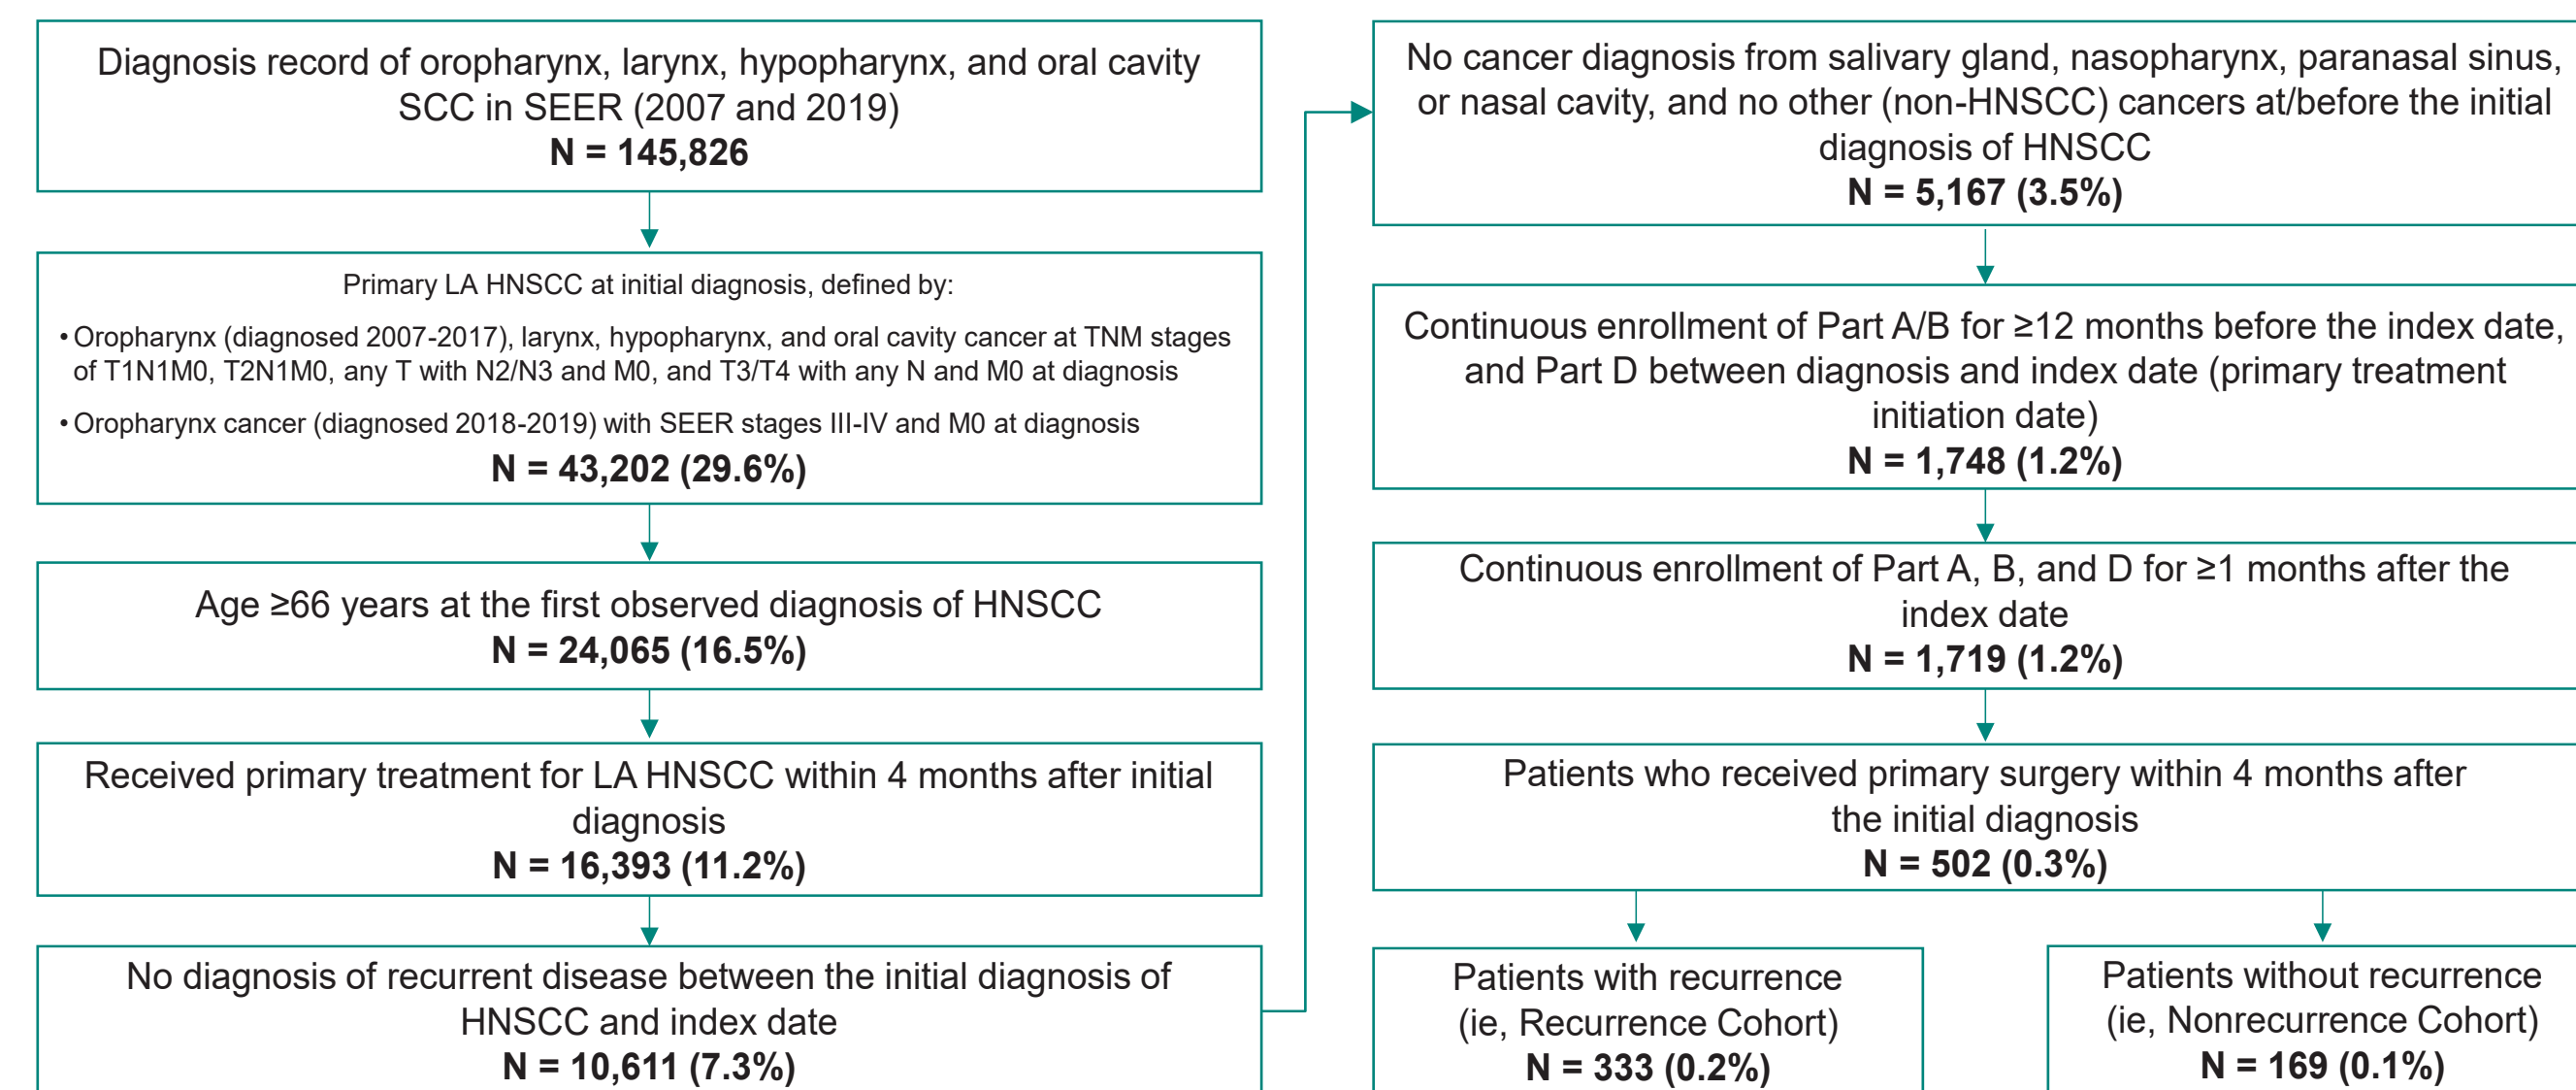 Diagnosis record of oropharynx, larynx, hypopharynx, and oral cavity
SCC in SEER (2007 and 2019)
N = 145,826
Primary LA HNSCC at initial diagnosis, defined by:
• Oropharynx (diagnosed 2007-2017), larynx, hypopharynx, and oral cavity cancer at TNM stages
of T1N1M0, T2N1M0, any T with N2/N3 and M0, and T3/T4 with any N and M0 at diagnosis
• Oropharynx cancer (diagnosed 2018-2019) with SEER stages III-IV and M0 at diagnosis
N = 43,202 (29.6%)
Age ≥66 years at the first observed diagnosis of HNSCC
N = 24,065 (16.5%)
Received primary treatment for LA HNSCC within 4 months after initial
diagnosis
N = 16,393 (11.2%)
No diagnosis of recurrent disease between the initial diagnosis of
HNSCC and index date
N = 10,611 (7.3%)
No cancer diagnosis from salivary gland, nasopharynx, paranasal sinus,
or nasal cavity, and no other (non-HNSCC) cancers at/before the initial
diagnosis of HNSCC
N = 5,167 (3.5%)
Continuous enrollment of Part A/B for ≥12 months before the index date,
and Part D between diagnosis and index date (primary treatment
initiation date)
N = 1,748 (1.2%)
Continuous enrollment of Part A, B, and D for ≥1 months after the
index date
N = 1,719 (1.2%)
Patients who received primary surgery within 4 months after
the initial diagnosis
N = 502 (0.3%)
Patients with recurrence
(ie, Recurrence Cohort)
N = 333 (0.2%)
Patients without recurrence
(ie, Nonrecurrence Cohort)
N = 169 (0.1%)